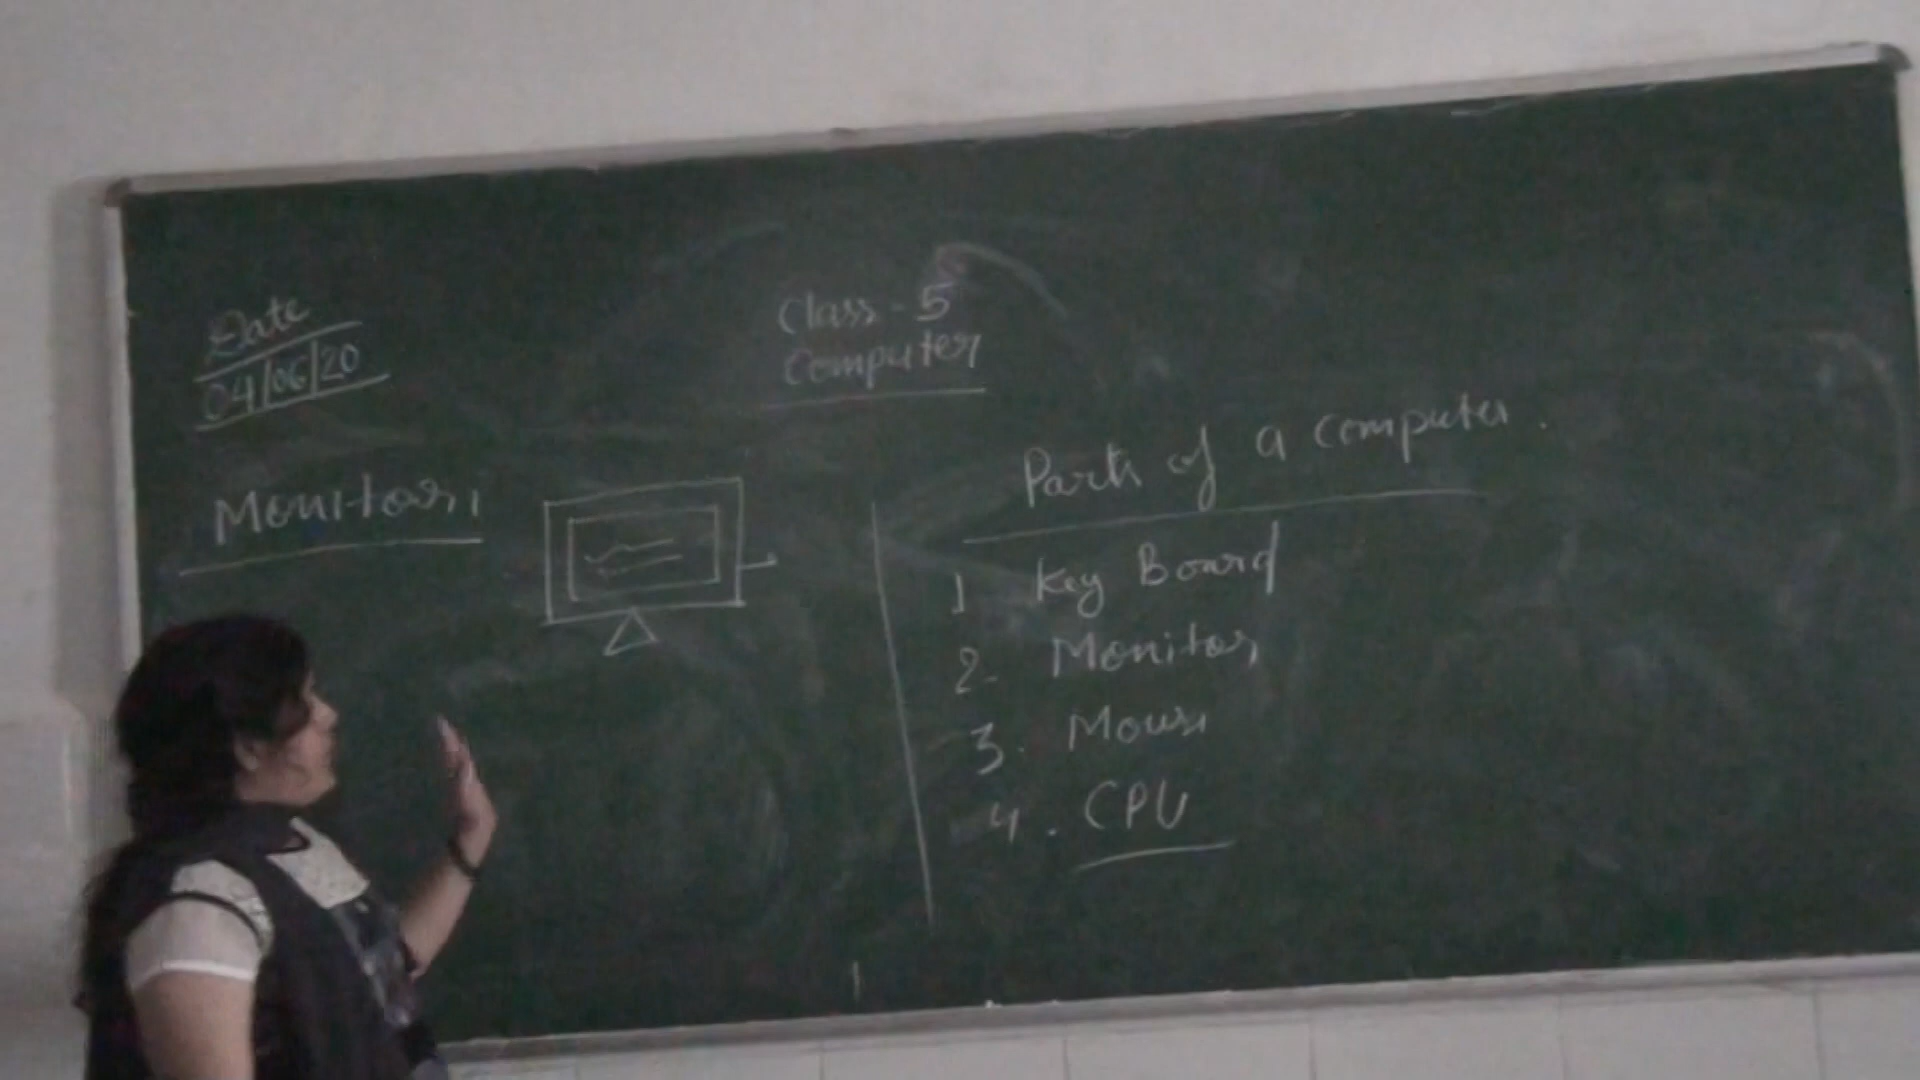 Date
04/06/20
Class - 5
Computer
Monitor
Parts of a computer.
1 Key Board
2. Monitor
3. Mouse
4. CPU